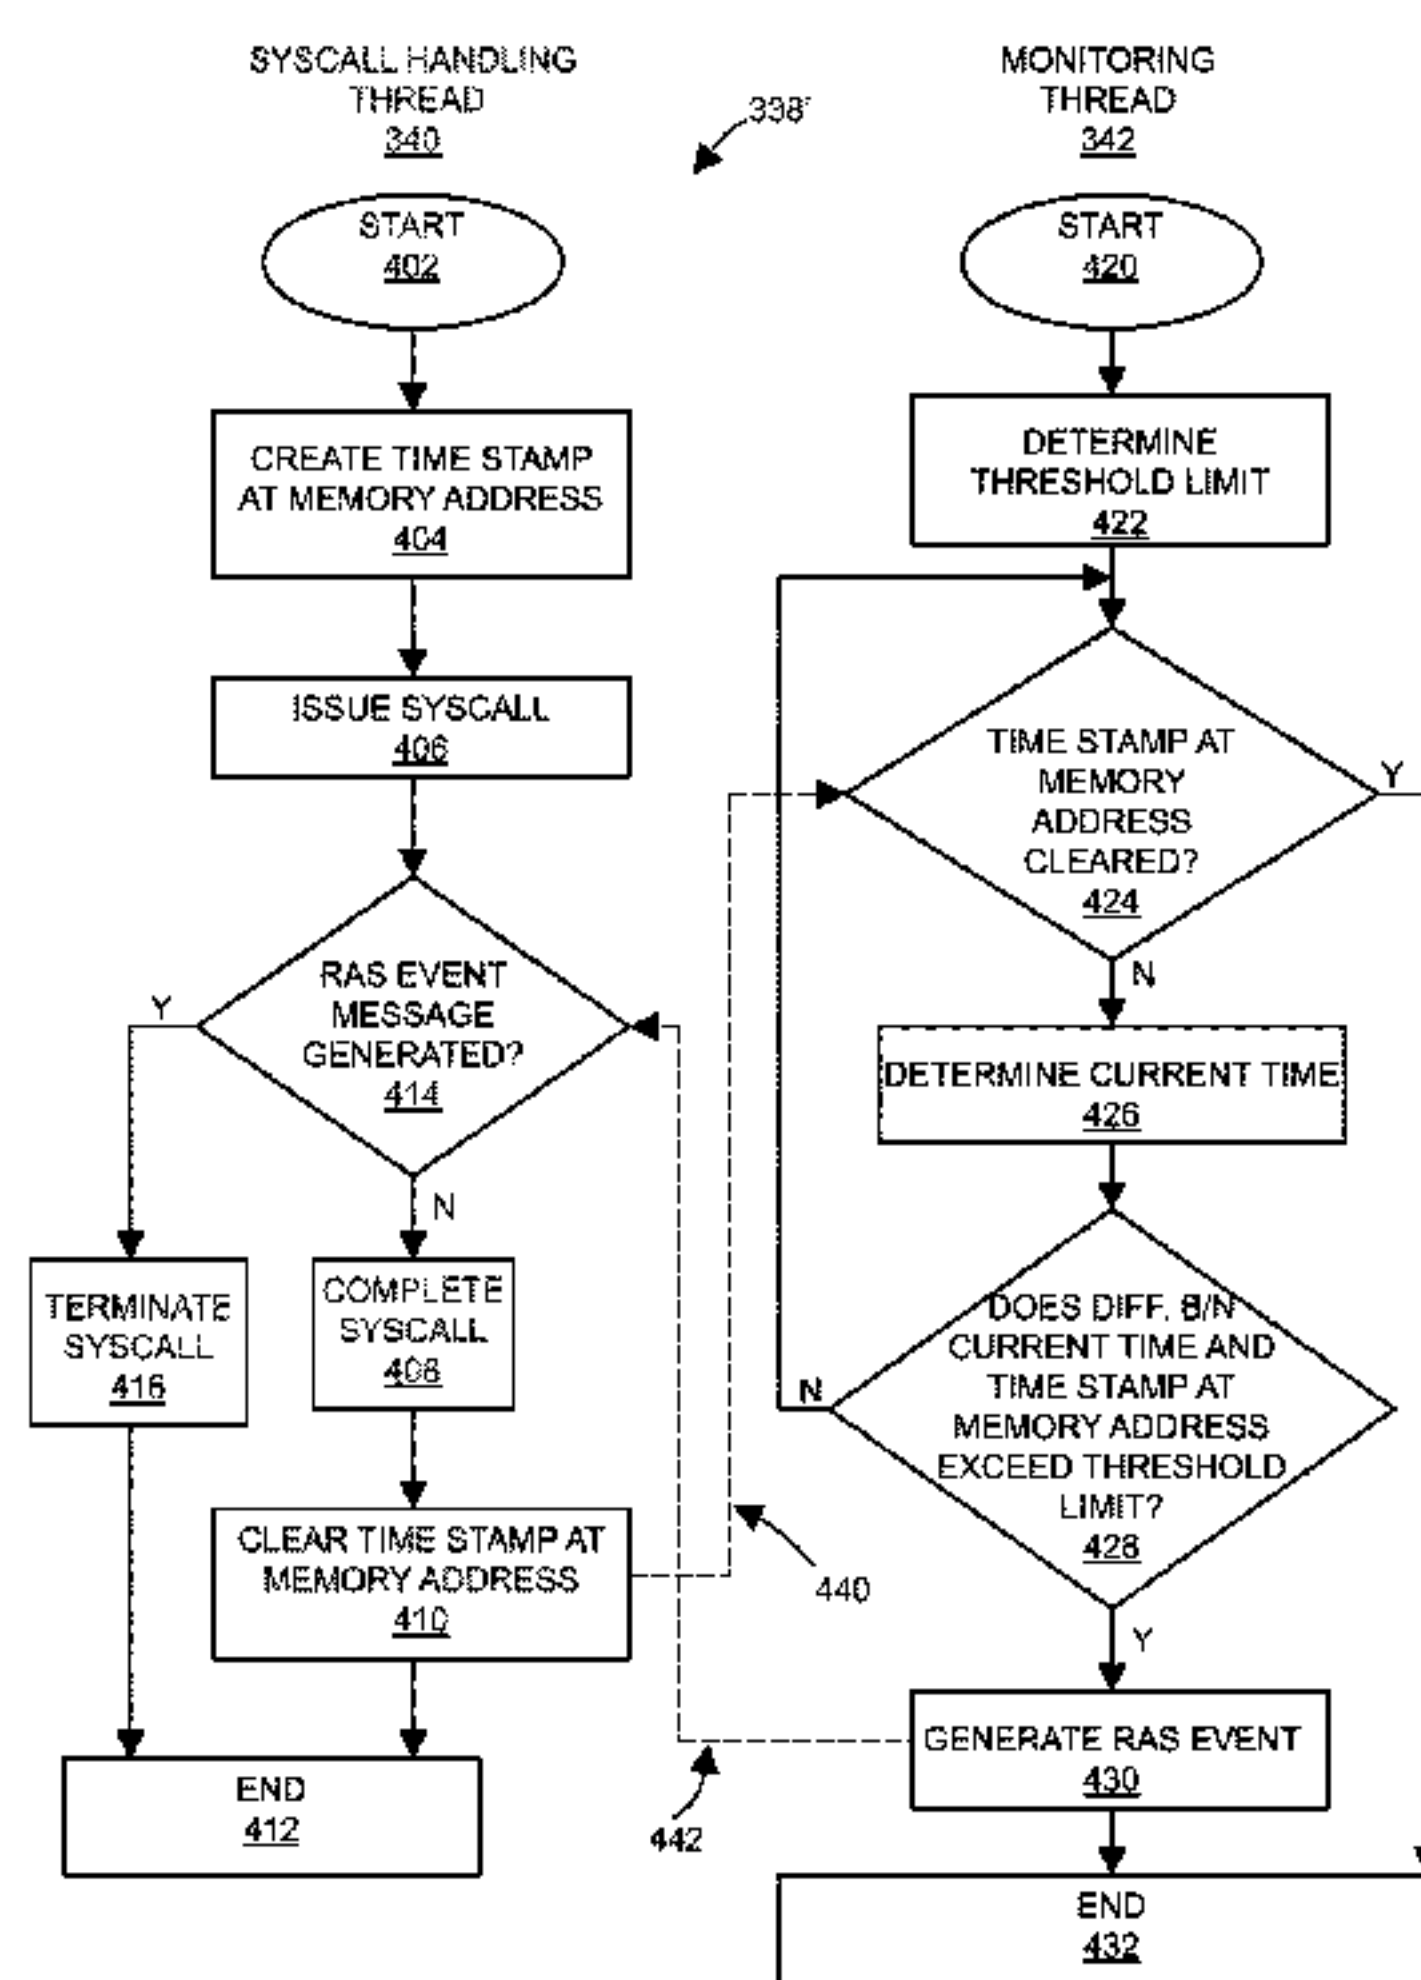 SYSCALL HANDLING
THREAD
340
338'
START
402
CREATE TIME STAMP
AT MEMORY ADDRESS
404
ISSUE SYSCALL
406
RAS EVENT
MESSAGE
GENERATED?
414
Y
N
TERMINATE
SYSCALL
416
COMPLETE
SYSCALL
408
CLEAR TIME STAMP AT
MEMORY ADDRESS
410
END
412
MONITORING
THREAD
342
START
420
DETERMINE
THRESHOLD LIMIT
422
TIME STAMP AT
MEMORY
ADDRESS
CLEARED?
424
Y
N
DETERMINE CURRENT TIME
426
DOES DIFF. B/N
CURRENT TIME AND
TIME STAMP AT
MEMORY ADDRESS
EXCEED THRESHOLD
LIMIT?
428
N
Y
440
442
GENERATE RAS EVENT
430
END
432